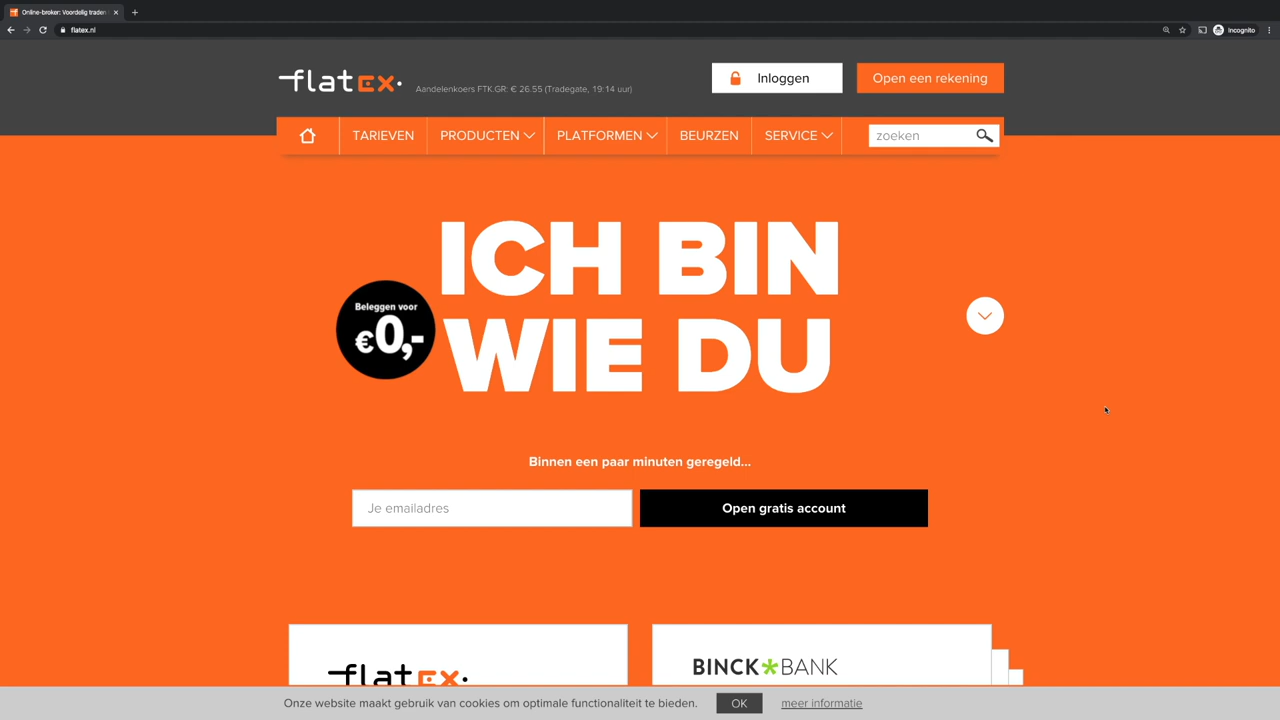 Online-broker: Voordelig traden
flatex.nl
Incognito
flatex
Aandelenkoers FTK.GR: € 26.55 (Tradegate, 19:14 uur)
Inloggen
Open een rekening
TARIEVEN
PRODUCTEN
PLATFORMEN
BEURZEN
SERVICE
zoeken
ICH BIN
WIE DU
Beleggen voor
€0,-
Binnen een paar minuten geregeld...
Je emailadres
Open gratis account
flatex
BINCK*BANK
Onze website maakt gebruik van cookies om optimale functionaliteit te bieden.
OK
meer informatie